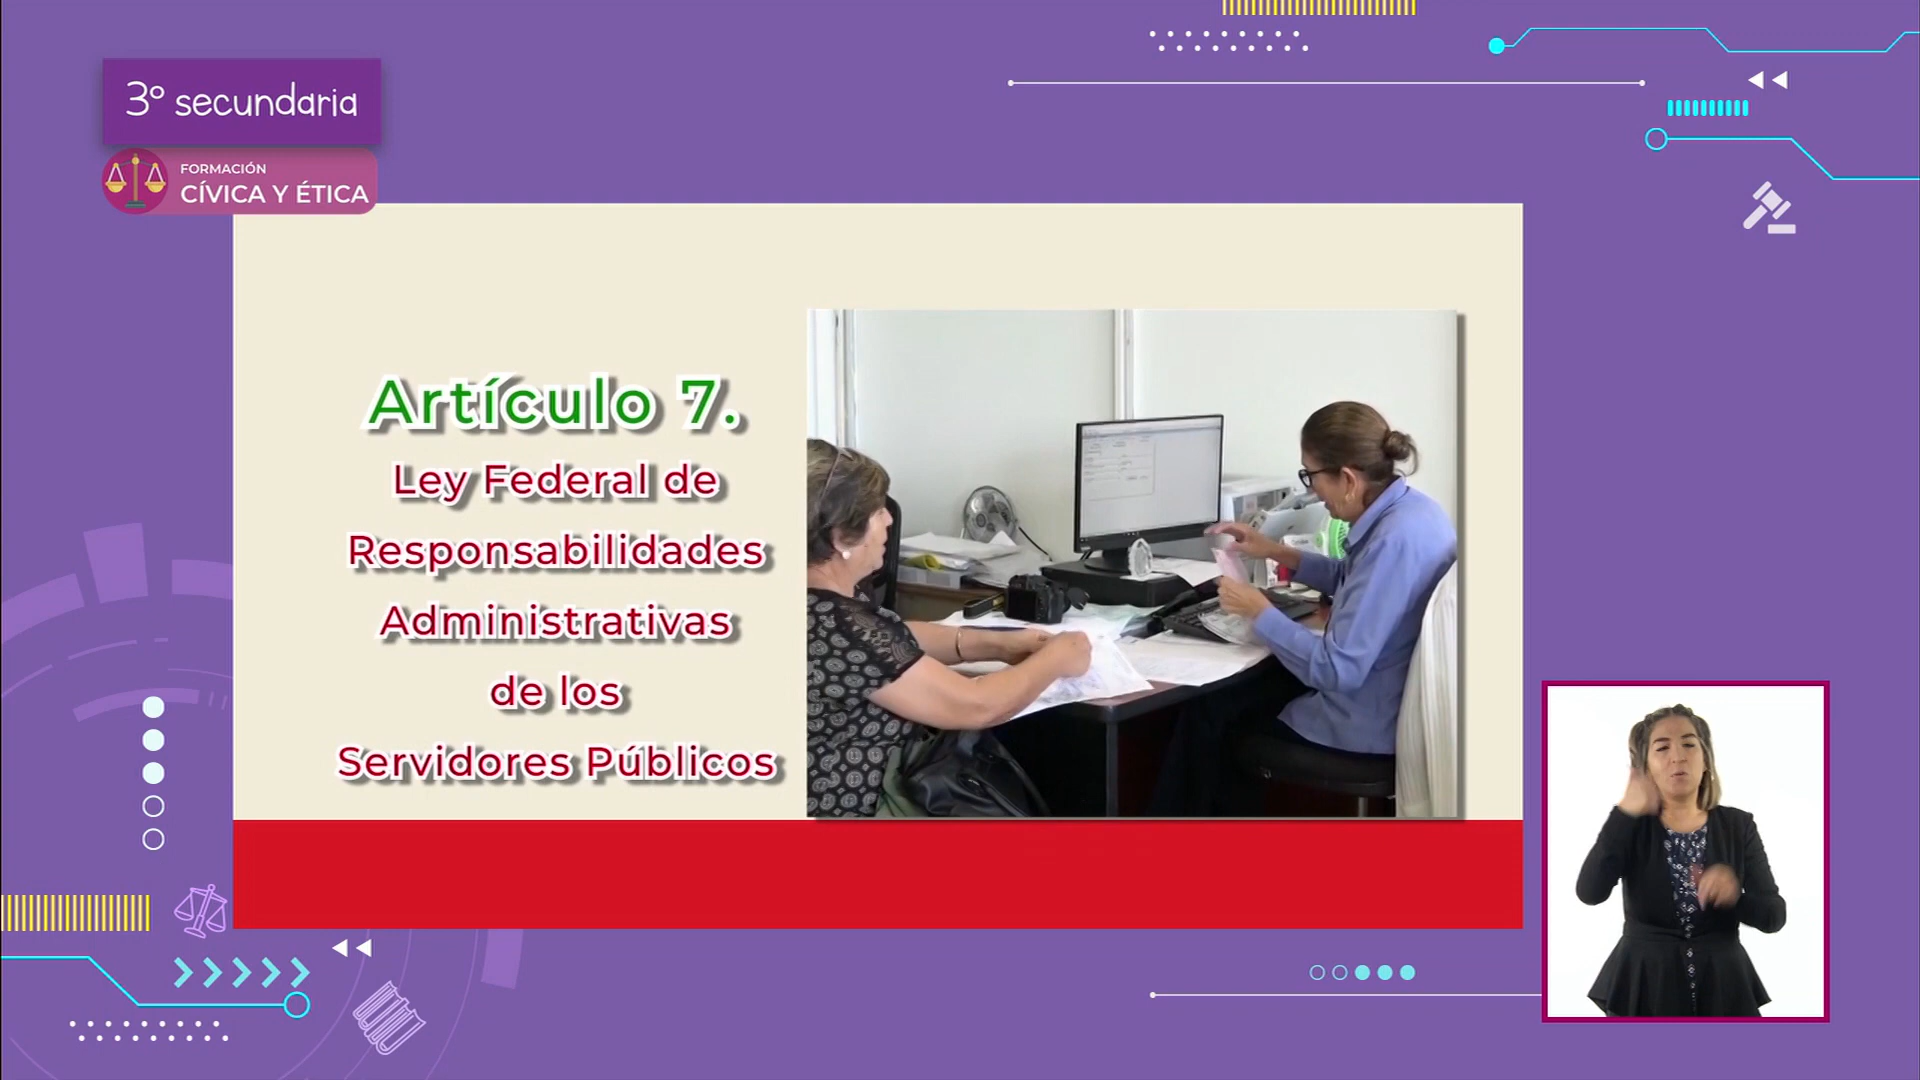 3° secundaria
FORMACIÓN
CÍVICA Y ÉTICA
Artículo 7.
Ley Federal de
Responsabilidades
Administrativas
de los
Servidores Públicos